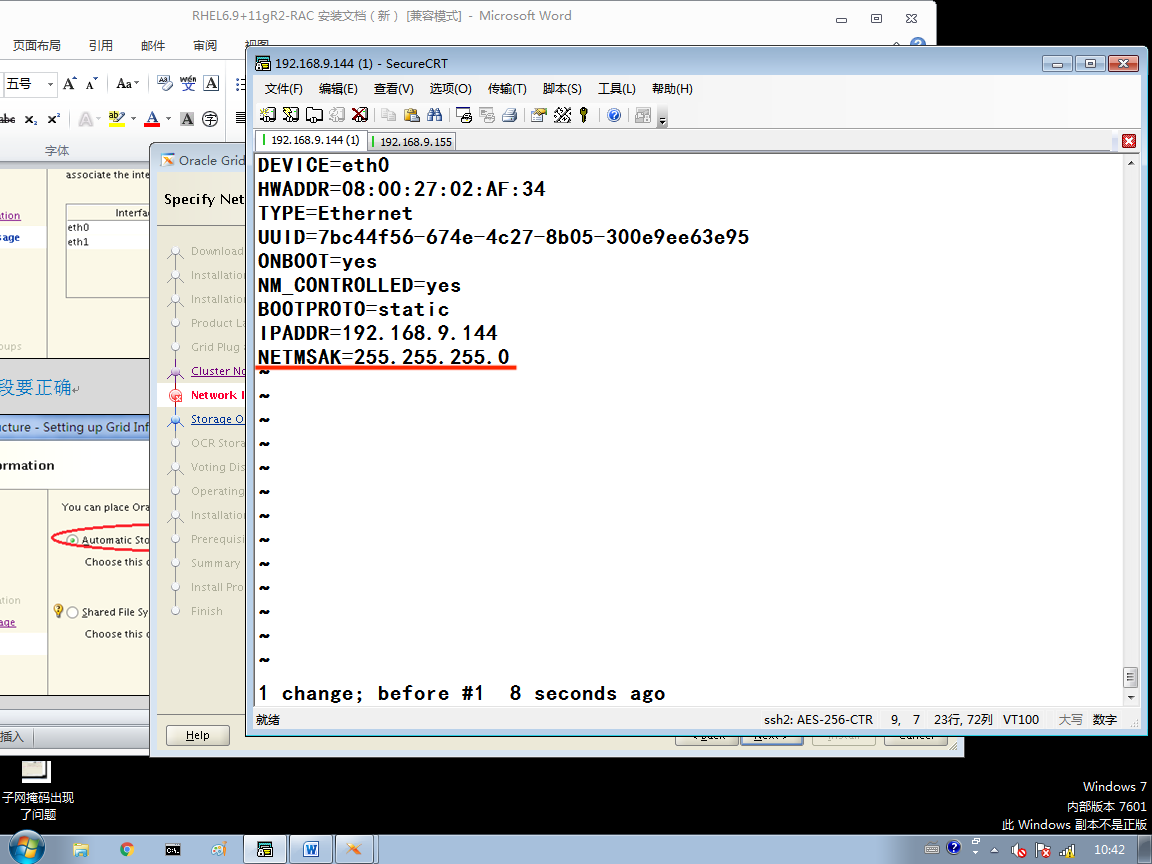 RHEL6.9+11gR2-RAC 安装文档（新） [兼容模式] - Microsoft Word
页面布局 引用 邮件 审阅 视图
五号
字体
associate the inte
Interfa
eth0
eth1
ation
sage
oups
段要正确
ucture - Setting up Grid Inf
ormation
You can place Ora
Automatic Sto
Choose this o
Shared File Sy
Choose this o
ation
age
插入
Oracle Grid
Specify Net
Download
Installatio
Installatio
Product La
Grid Plug a
Cluster No
Network I
Storage O
OCR Stora
Voting Dis
Operating
Installatio
Prerequisi
Summary
Install Pro
Finish
Help
Back Next > Install Cancel
192.168.9.144 (1) - SecureCRT
文件(F) 编辑(E) 查看(V) 选项(O) 传输(T) 脚本(S) 工具(L) 帮助(H)
192.168.9.144 (1) 192.168.9.155
DEVICE=eth0
HWADDR=08:00:27:02:AF:34
TYPE=Ethernet
UUID=7bc44f56-674e-4c27-8b05-300e9ee63e95
ONBOOT=yes
NM_CONTROLLED=yes
BOOTPROTO=static
IPADDR=192.168.9.144
NETMSAK=255.255.255.0
~
~
~
~
~
~
~
~
~
~
~
~
~
1 change; before #1 8 seconds ago
就绪 ssh2: AES-256-CTR 9, 7 23行, 72列 VT100 大写 数字
子网掩码出现
了问题
Windows 7
内部版本 7601
此 Windows 副本不是正版
10:42